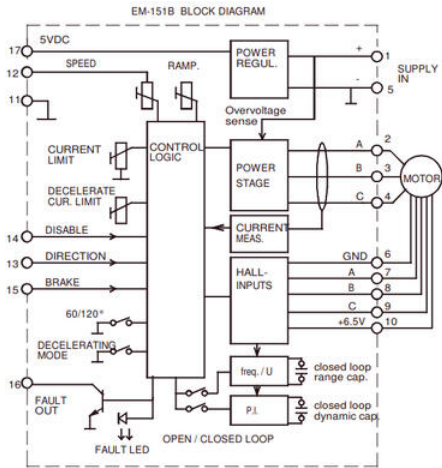 EM-151B BLOCK DIAGRAM
17 5VDC
12 SPEED
RAMP.
11
POWER
REGUL.
+ 1
SUPPLY
IN
- 5
Overvoltage
sense
CURRENT
LIMIT
DECELERATE
CUR. LIMIT
CONTROL
LOGIC
POWER
STAGE
A 2
B 3
C 4
MOTOR
CURRENT
MEAS.
14 DISABLE
13 DIRECTION
15 BRAKE
HALL-
INPUTS
GND 6
A 7
B 8
C 9
+6.5V 10
60/120°
DECELERATING
MODE
16
FAULT
OUT
FAULT LED
freq. / U
closed loop
range cap.
P.I.
closed loop
dynamic cap.
OPEN / CLOSED LOOP